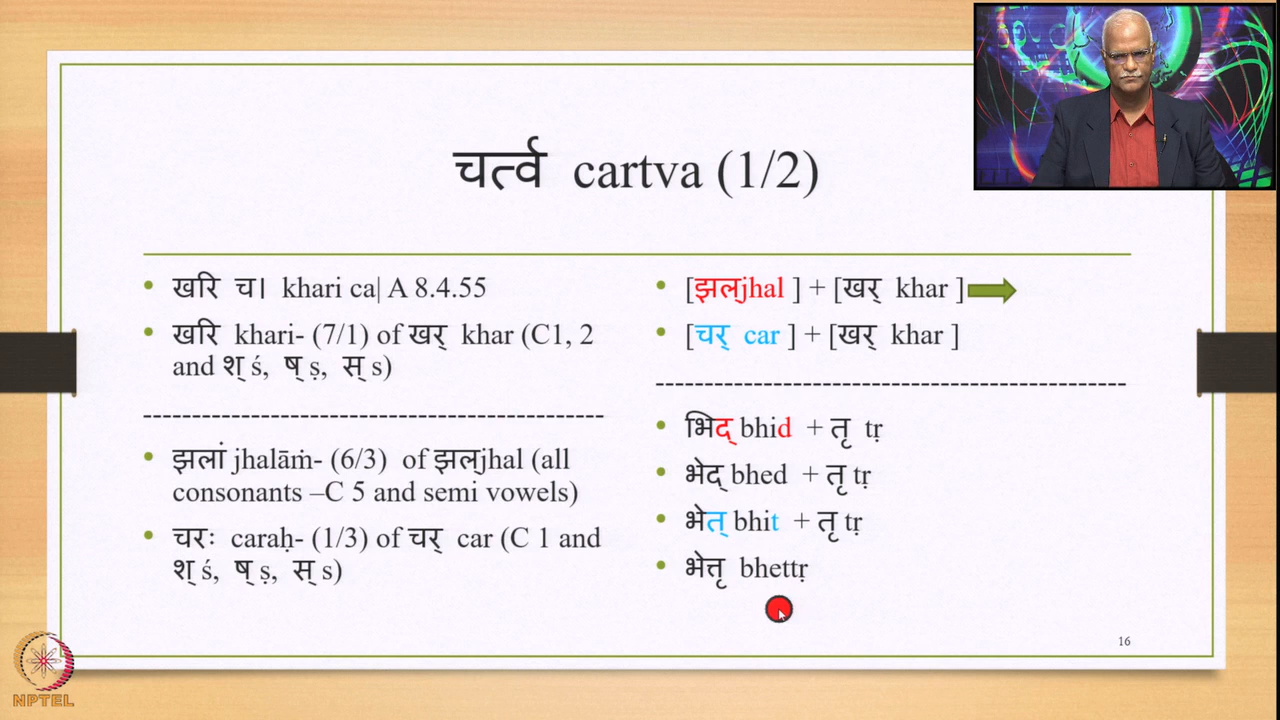 चर्त्व cartva (1/2)
• खरि च। khari ca| A 8.4.55
• खरि khari- (7/1) of खर् khar (C1, 2
and श् ś, ष् ṣ, स् s)
-------------------------------------------
• झलां jhalāṁ- (6/3) of झल्jhal (all
consonants –C 5 and semi vowels)
• चरः caraḥ- (1/3) of चर् car (C 1 and
श् ś, ष् ṣ, स् s)
• [झल्jhal ] + [खर् khar ]
• [चर् car ] + [खर् khar ]
--------------------------------------------
• भिद् bhid + तृ tṛ
• भेद् bhed + तृ tṛ
• भेत् bhit + तृ tṛ
• भेत्तृ bhettṛ
16
NPTEL